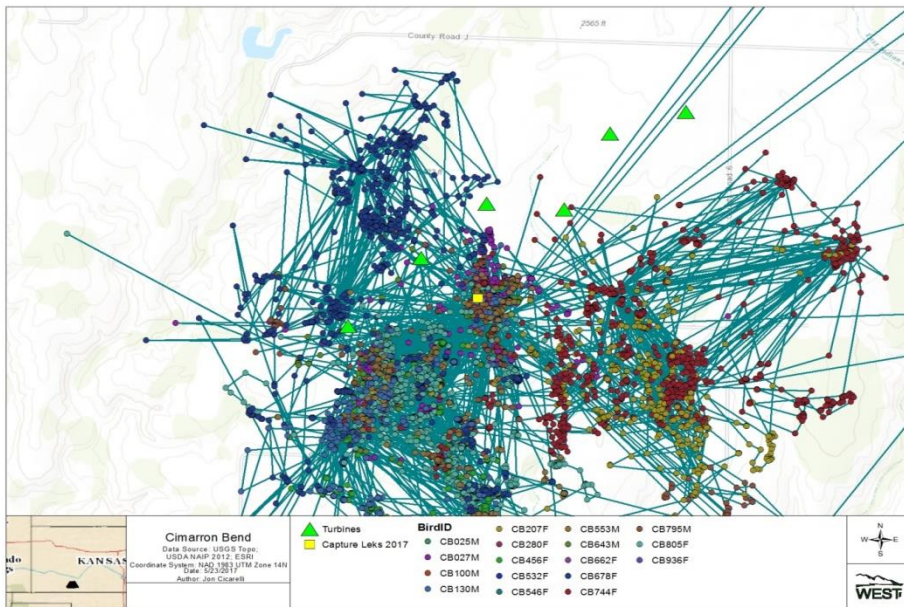 2565 ft
County Road J
Cimarron Bend
Data Source: USGS Topo;
USDA NAIP 2012; ESRI
Coordinate System: NAD 1983 UTM Zone 14N
Date: 5/23/2017
Author: Jon Cicarelli
KANSAS
Turbines
Capture Leks 2017
BirdID
CB025M
CB027M
CB100M
CB130M
CB207F
CB280F
CB456F
CB532F
CB546F
CB553M
CB643M
CB662F
CB678F
CB744F
CB795M
CB805F
CB936F
N
W
E
S
WEST